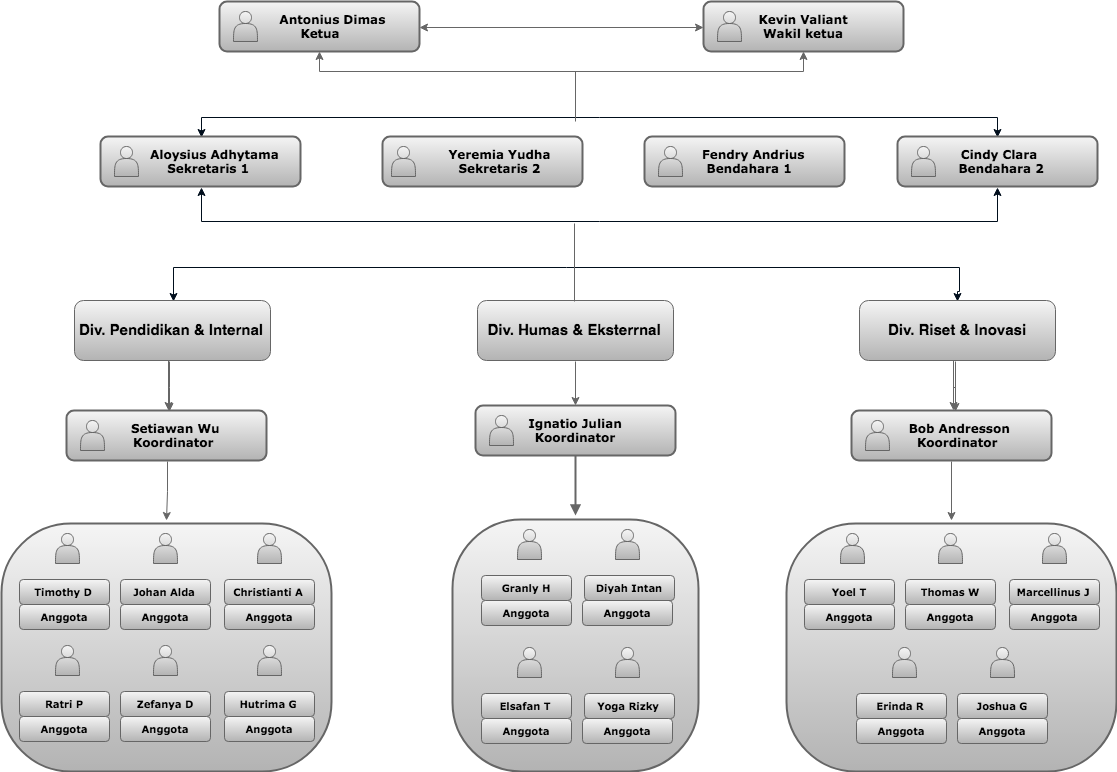 Antonius Dimas
Ketua
Kevin Valiant
Wakil ketua
Aloysius Adhytama
Sekretaris 1
Yeremia Yudha
Sekretaris 2
Fendry Andrius
Bendahara 1
Cindy Clara
Bendahara 2
Div. Pendidikan & Internal
Div. Humas & Eksterrnal
Div. Riset & Inovasi
Setiawan Wu
Koordinator
Ignatio Julian
Koordinator
Bob Andresson
Koordinator
Timothy D
Anggota
Johan Alda
Anggota
Christianti A
Anggota
Ratri P
Anggota
Zefanya D
Anggota
Hutrima G
Anggota
Granly H
Anggota
Diyah Intan
Anggota
Elsafan T
Anggota
Yoga Rizky
Anggota
Yoel T
Anggota
Thomas W
Anggota
Marcellinus J
Anggota
Erinda R
Anggota
Joshua G
Anggota